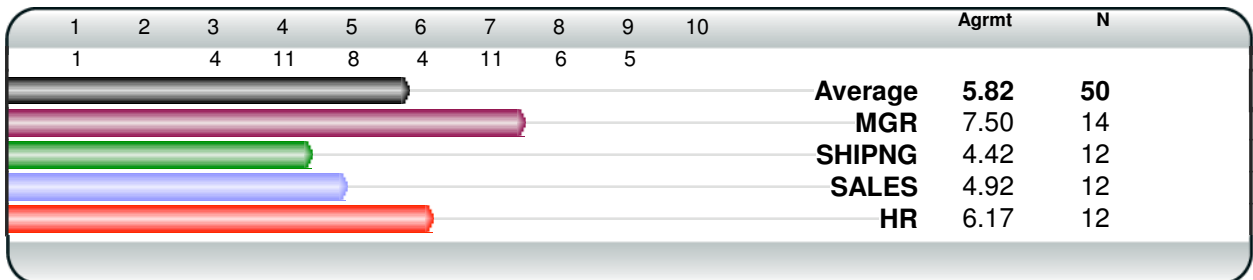 1 2 3 4 5 6 7 8 9 10 Agrmt N
1 4 11 8 4 11 6 5
Average 5.82 50
MGR 7.50 14
SHIPNG 4.42 12
SALES 4.92 12
HR 6.17 12